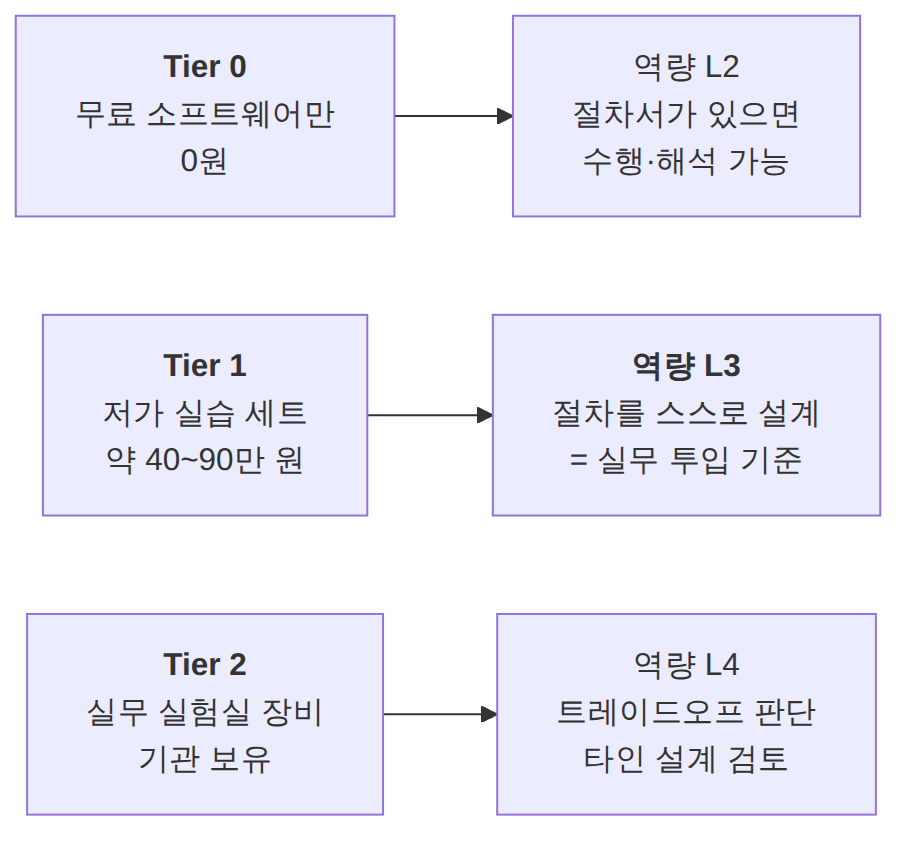 Tier 0
무료 소프트웨어만
0원
역량 L2
절차서가 있으면
수행·해석 가능
Tier 1
저가 실습 세트
약 40~90만 원
역량 L3
절차를 스스로 설계
= 실무 투입 기준
Tier 2
실무 실험실 장비
기관 보유
역량 L4
트레이드오프 판단
타인 설계 검토